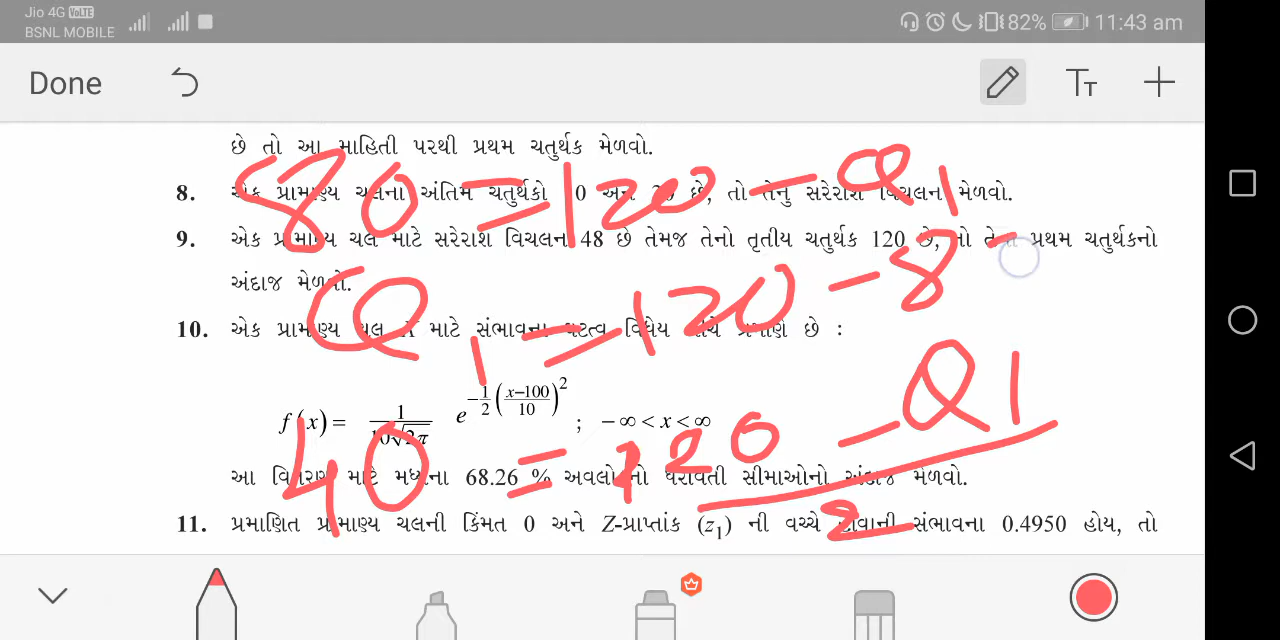 Jio 4G VoLTE
BSNL MOBILE
82% 11:43 am
Done
છે તો આ માહિતી પરથી પ્રથમ ચતુર્થક મેળવો.
8. એક પ્રામાણ્ય ચલના અંતિમ ચતુર્થકો 0 અને છે, તો તેનું સરેરાશ વિચલન મેળવો.
80 = 120 - Q1
9. એક પ્રામાણ્ય ચલ માટે સરેરાશ વિચલન 48 છે તેમજ તેનો તૃતીય ચતુર્થક 120 છે, તો તેના પ્રથમ ચતુર્થકનો
અંદાજ મેળવો.
Q1 = 120 - 8
10. એક પ્રામાણ્ય ચલ X માટે સંભાવના ઘટત્વ વિધેય નીચે પ્રમાણે છે :
f(x) = 1/10√2π e^-1/2((x-100)/10)^2 ; -∞ < x < ∞
40 = 120 - Q1
2
આ વિતરણ માટે મધ્યના 68.26 % અવલોકનો ધરાવતી સીમાઓનો અંદાજ મેળવો.
11. પ્રમાણિત પ્રામાણ્ય ચલની કિંમત 0 અને Z-પ્રાપ્તાંક (z1) ની વચ્ચે હોવાની સંભાવના 0.4950 હોય, તો